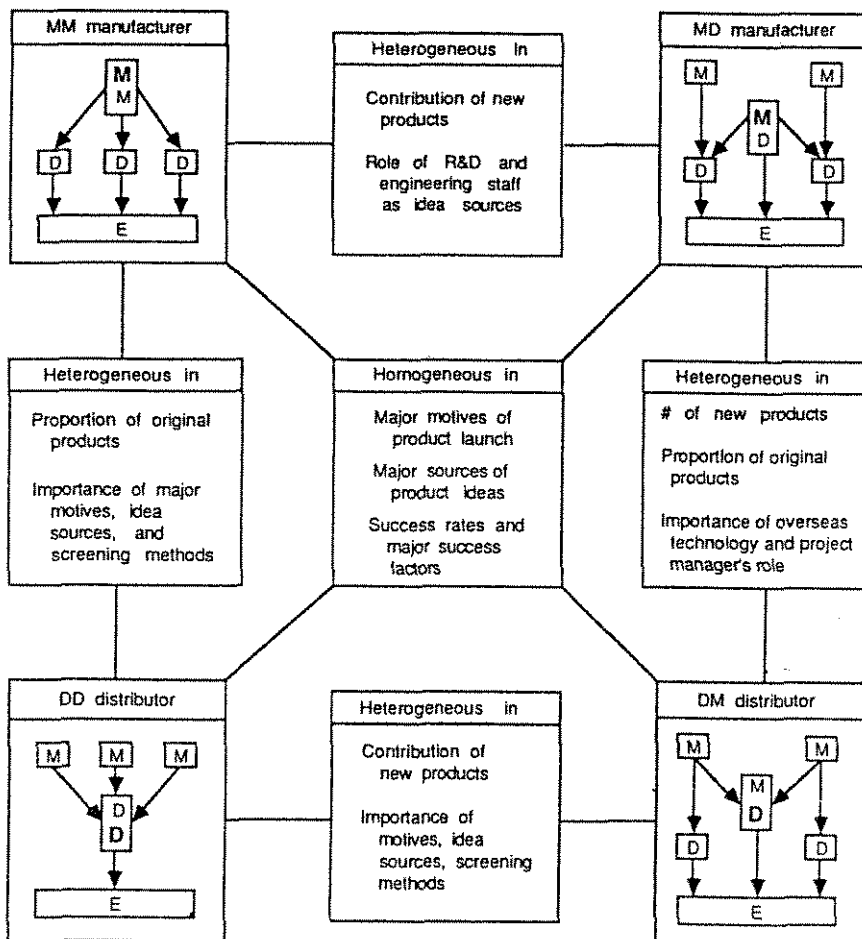 MM manufacturer
M
M
D
D
D
E
Heterogeneous in
Contribution of new
products
Role of R&D and
engineering staff
as idea sources
MD manufacturer
M
M
M
D
D
D
E
Heterogeneous in
Proportion of original
products
Importance of major
motives, idea
sources, and
screening methods
Homogeneous in
Major motives of
product launch
Major sources of
product ideas
Success rates and
major success
factors
Heterogeneous in
# of new products
Proportion of original
products
Importance of overseas
technology and project
manager's role
DD distributor
M
M
M
D
D
E
Heterogeneous in
Contribution of
new products
Importance of
motives, idea
sources, screening
methods
DM distributor
M
M
M
D
D
D
E